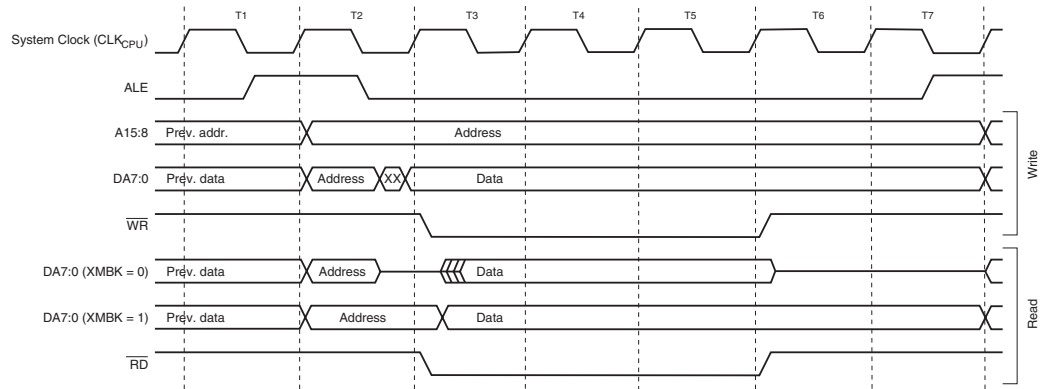 T1 T2 T3 T4 T5 T6 T7
System Clock (CLKCPU)
ALE
A15:8 Prev. addr. Address
DA7:0 Prev. data Address XX Data
WR
Write
DA7:0 (XMBK = 0) Prev. data Address Data
DA7:0 (XMBK = 1) Prev. data Address Data
RD
Read